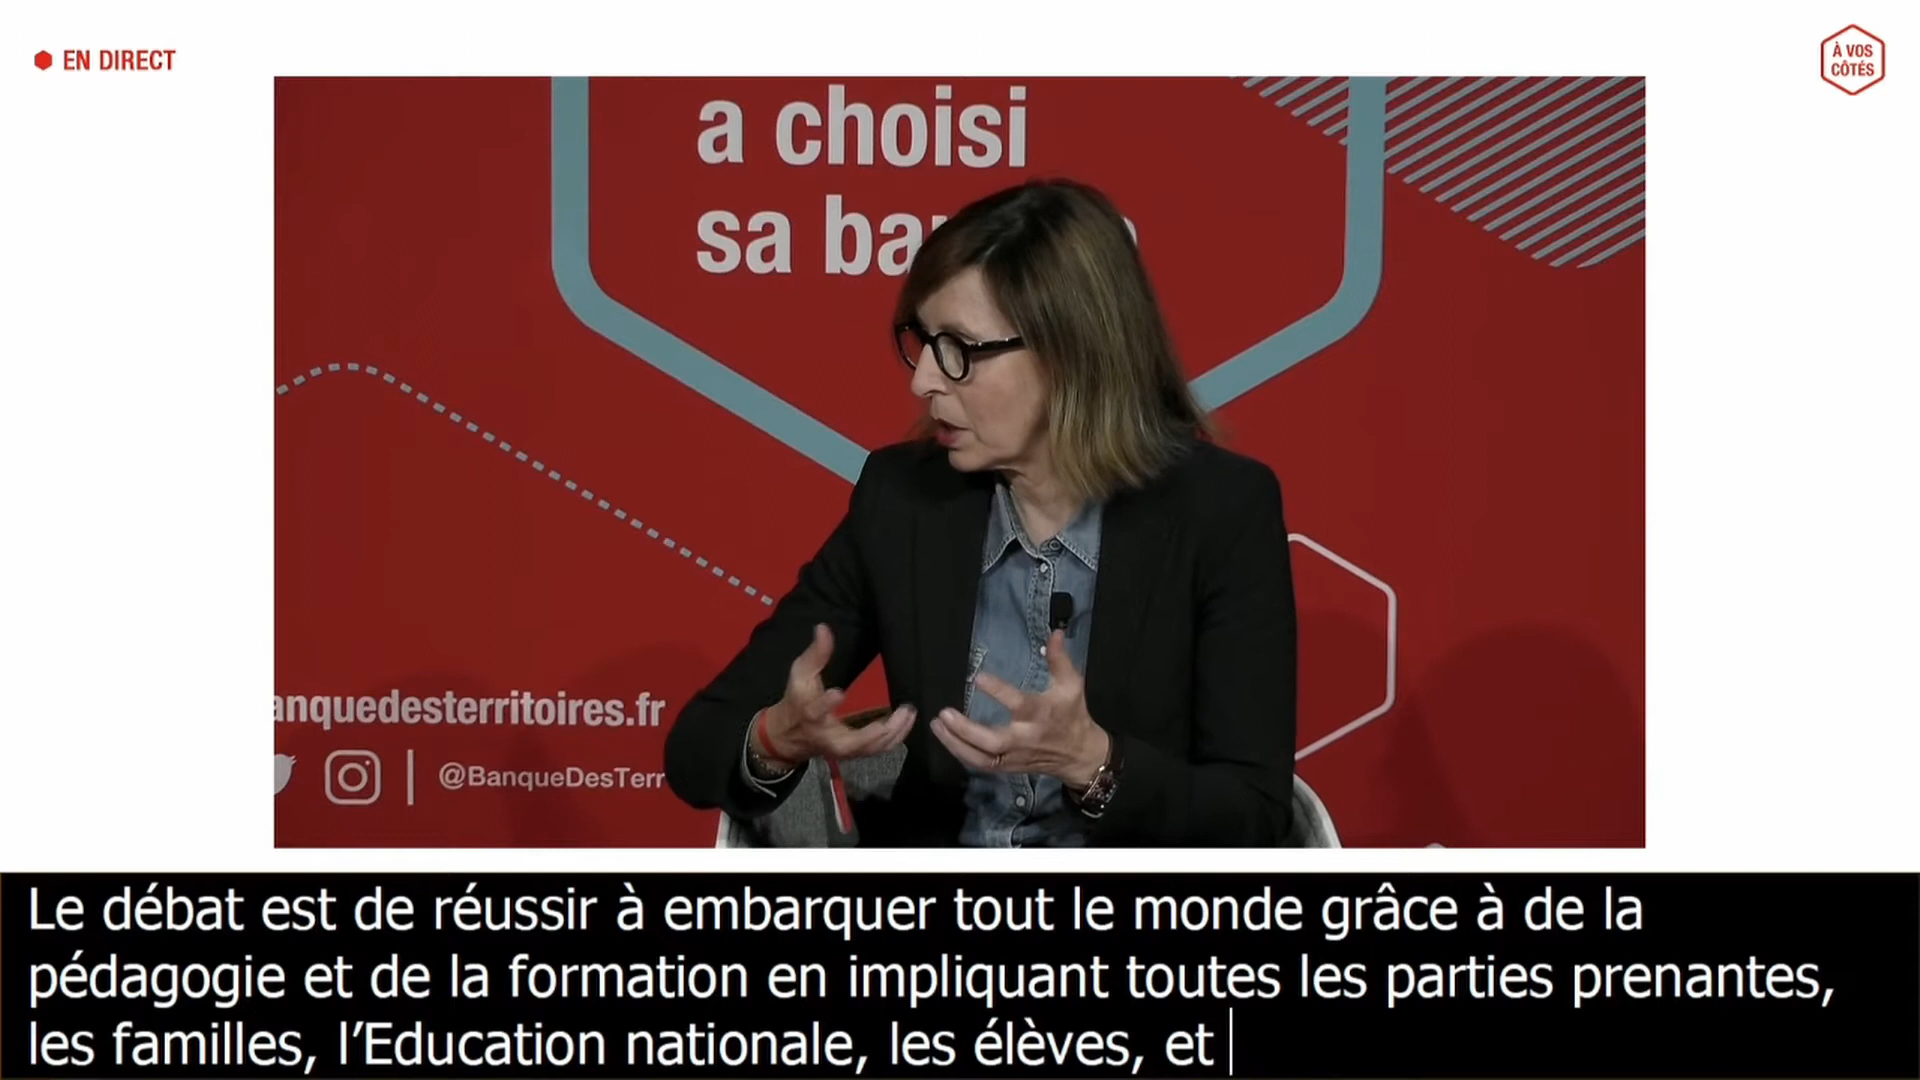 EN DIRECT
À VOS
CÔTÉS
a choisi
sa
anquedesterritoires.fr
@BanqueDesTerr
Le débat est de réussir à embarquer tout le monde grâce à de la
pédagogie et de la formation en impliquant toutes les parties prenantes,
les familles, l’Education nationale, les élèves, et